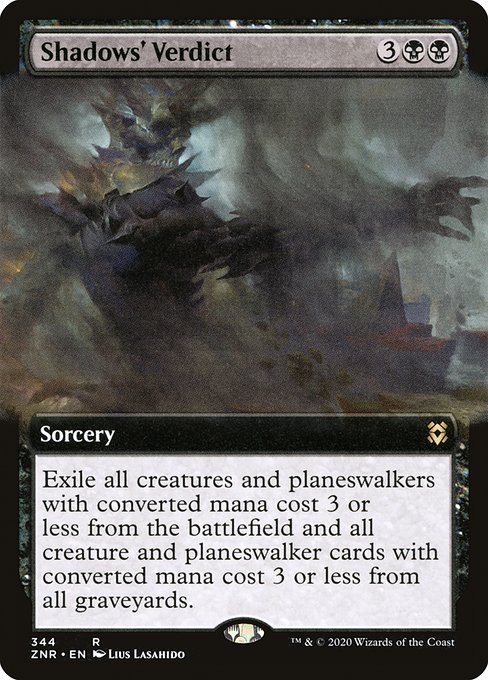 Shadows' Verdict 3
Sorcery
Exile all creatures and planeswalkers
with converted mana cost 3 or
less from the battlefield and all
creature and planeswalker cards with
converted mana cost 3 or less from
all graveyards.
344 R
ZNR • EN Lius Lasahido
™ & © 2020 Wizards of the Coast